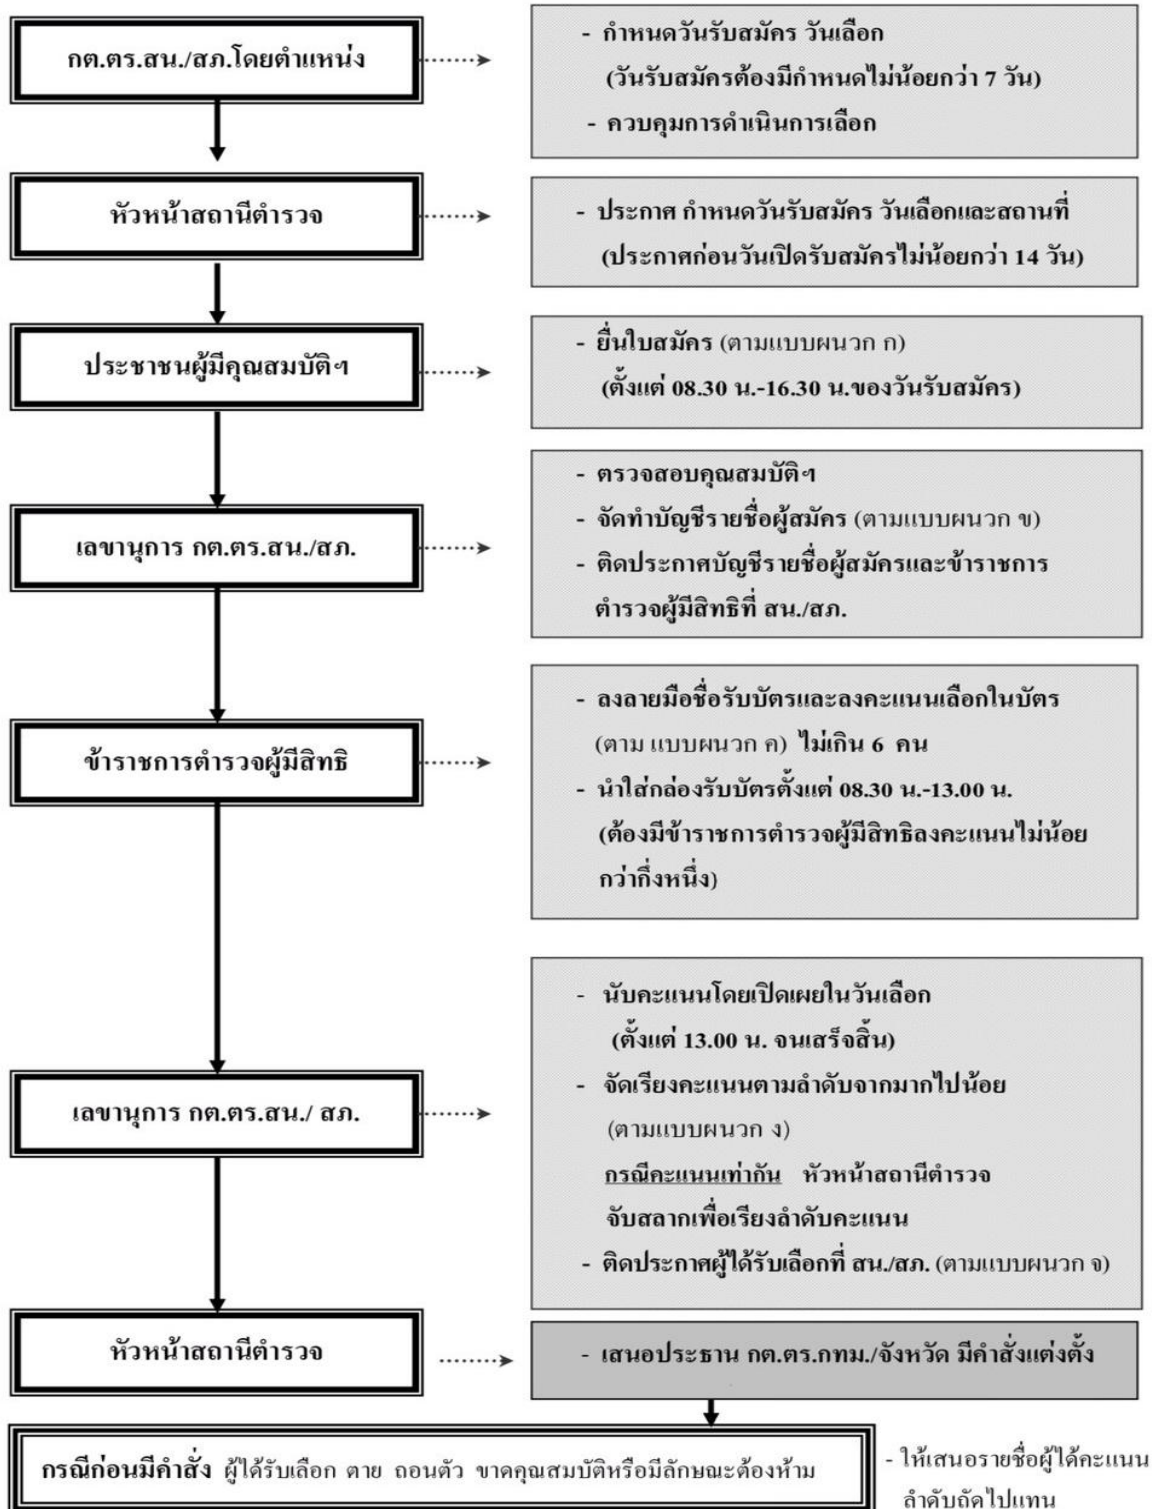 กต.ตร.สน./สภ.โดยตำแหน่ง
- กำหนดวันรับสมัคร วันเลือก
(วันรับสมัครต้องมีกำหนดไม่น้อยกว่า 7 วัน)
- ควบคุมการดำเนินการเลือก
หัวหน้าสถานีตำรวจ
- ประกาศ กำหนดวันรับสมัคร วันเลือกและสถานที่
(ประกาศก่อนวันเปิดรับสมัครไม่น้อยกว่า 14 วัน)
ประชาชนผู้มีคุณสมบัติฯ
- ยื่นใบสมัคร (ตามแบบผนวก ก)
(ตั้งแต่ 08.30 น.-16.30 น.ของวันรับสมัคร)
เลขานุการ กต.ตร.สน./สภ.
- ตรวจสอบคุณสมบัติฯ
- จัดทำบัญชีรายชื่อผู้สมัคร (ตามแบบผนวก ข)
- ติดประกาศบัญชีรายชื่อผู้สมัครและข้าราชการ
ตำรวจผู้มีสิทธิที่ สน./สภ.
ข้าราชการตำรวจผู้มีสิทธิ
- ลงลายมือชื่อรับบัตรและลงคะแนนเลือกในบัตร
(ตาม แบบผนวก ค) ไม่เกิน 6 คน
- นำใส่กล่องรับบัตรตั้งแต่ 08.30 น.-13.00 น.
(ต้องมีข้าราชการตำรวจผู้มีสิทธิลงคะแนนไม่น้อย
กว่ากึ่งหนึ่ง)
เลขานุการ กต.ตร.สน./ สภ.
- นับคะแนนโดยเปิดเผยในวันเลือก
(ตั้งแต่ 13.00 น. จนเสร็จสิ้น)
- จัดเรียงคะแนนตามลำดับจากมากไปน้อย
(ตามแบบผนวก ง)
กรณีคะแนนเท่ากัน หัวหน้าสถานีตำรวจ
จับสลากเพื่อเรียงลำดับคะแนน
- ติดประกาศผู้ได้รับเลือกที่ สน./สภ. (ตามแบบผนวก จ)
หัวหน้าสถานีตำรวจ
- เสนอประธาน กต.ตร.กทม./จังหวัด มีคำสั่งแต่งตั้ง
กรณีก่อนมีคำสั่ง ผู้ได้รับเลือก ตาย ถอนตัว ขาดคุณสมบัติหรือมีลักษณะต้องห้าม
- ให้เสนอรายชื่อผู้ได้คะแนน
ลำดับถัดไปแทน